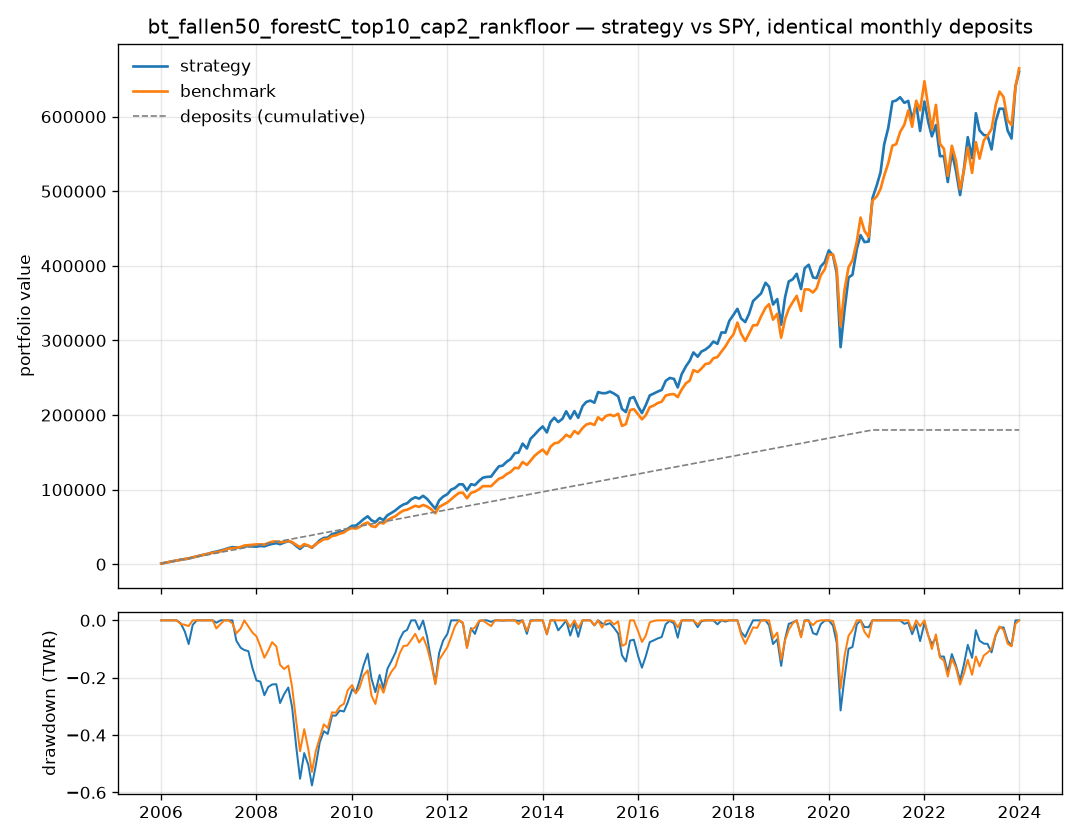 bt_fallen50_forestC_top10_cap2_rankfloor — strategy vs SPY, identical monthly deposits
strategy
benchmark
deposits (cumulative)
portfolio value
600000
500000
400000
300000
200000
100000
0
drawdown (TWR)
0.0
−0.2
−0.4
−0.6
2006 2008 2010 2012 2014 2016 2018 2020 2022 2024